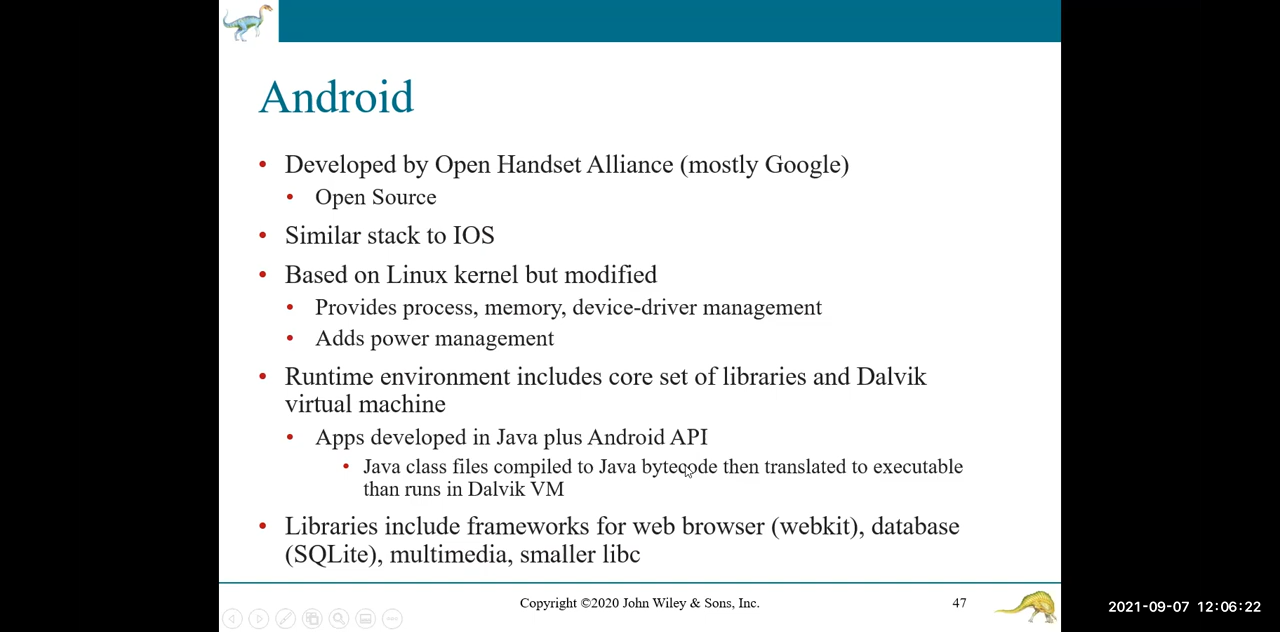 Android
• Developed by Open Handset Alliance (mostly Google)
• Open Source
• Similar stack to IOS
• Based on Linux kernel but modified
• Provides process, memory, device-driver management
• Adds power management
• Runtime environment includes core set of libraries and Dalvik
virtual machine
• Apps developed in Java plus Android API
• Java class files compiled to Java bytecode then translated to executable
than runs in Dalvik VM
• Libraries include frameworks for web browser (webkit), database
(SQLite), multimedia, smaller libc
Copyright ©2020 John Wiley & Sons, Inc.
47
2021-09-07 12:06:22